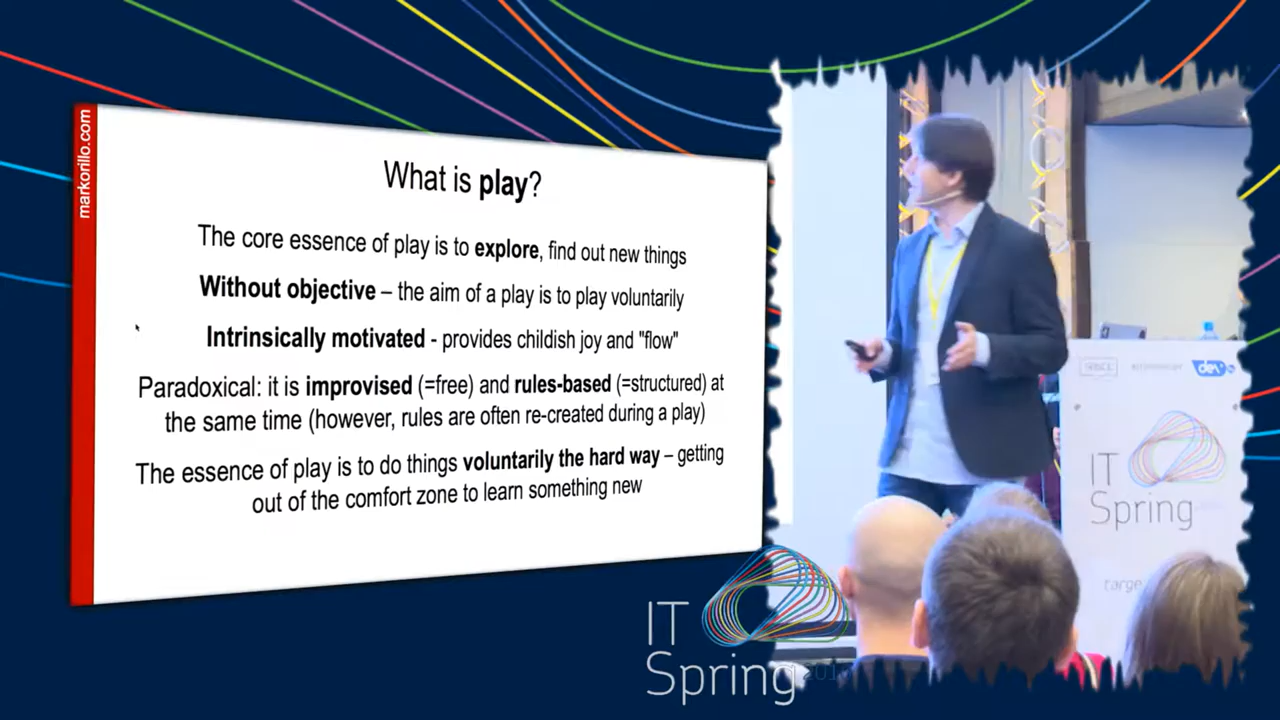 markorillo.com
What is play?
The core essence of play is to explore, find out new things
Without objective – the aim of a play is to play voluntarily
Intrinsically motivated - provides childish joy and "flow"
Paradoxical: it is improvised (=free) and rules-based (=structured) at
the same time (however, rules are often re-created during a play)
The essence of play is to do things voluntarily the hard way – getting
out of the comfort zone to learn something new
dev
IT
Spring
targe
IT
Spring